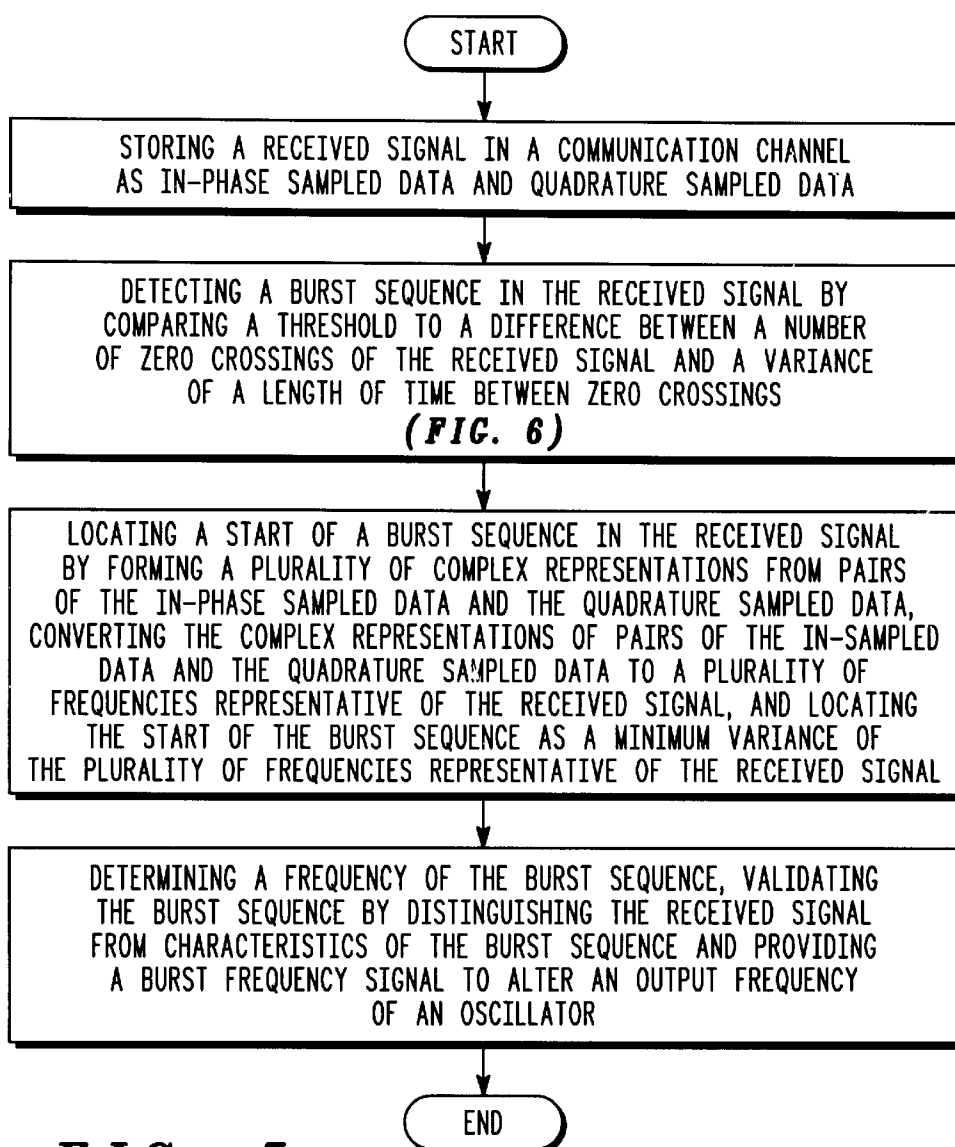 START
STORING A RECEIVED SIGNAL IN A COMMUNICATION CHANNEL
AS IN-PHASE SAMPLED DATA AND QUADRATURE SAMPLED DATA
DETECTING A BURST SEQUENCE IN THE RECEIVED SIGNAL BY
COMPARING A THRESHOLD TO A DIFFERENCE BETWEEN A NUMBER
OF ZERO CROSSINGS OF THE RECEIVED SIGNAL AND A VARIANCE
OF A LENGTH OF TIME BETWEEN ZERO CROSSINGS
(FIG. 6)
LOCATING A START OF A BURST SEQUENCE IN THE RECEIVED SIGNAL
BY FORMING A PLURALITY OF COMPLEX REPRESENTATIONS FROM PAIRS
OF THE IN-PHASE SAMPLED DATA AND THE QUADRATURE SAMPLED DATA,
CONVERTING THE COMPLEX REPRESENTATIONS OF PAIRS OF THE IN-SAMPLED
DATA AND THE QUADRATURE SAMPLED DATA TO A PLURALITY OF
FREQUENCIES REPRESENTATIVE OF THE RECEIVED SIGNAL, AND LOCATING
THE START OF THE BURST SEQUENCE AS A MINIMUM VARIANCE OF
THE PLURALITY OF FREQUENCIES REPRESENTATIVE OF THE RECEIVED SIGNAL
DETERMINING A FREQUENCY OF THE BURST SEQUENCE, VALIDATING
THE BURST SEQUENCE BY DISTINGUISHING THE RECEIVED SIGNAL
FROM CHARACTERISTICS OF THE BURST SEQUENCE AND PROVIDING
A BURST FREQUENCY SIGNAL TO ALTER AN OUTPUT FREQUENCY
OF AN OSCILLATOR
END